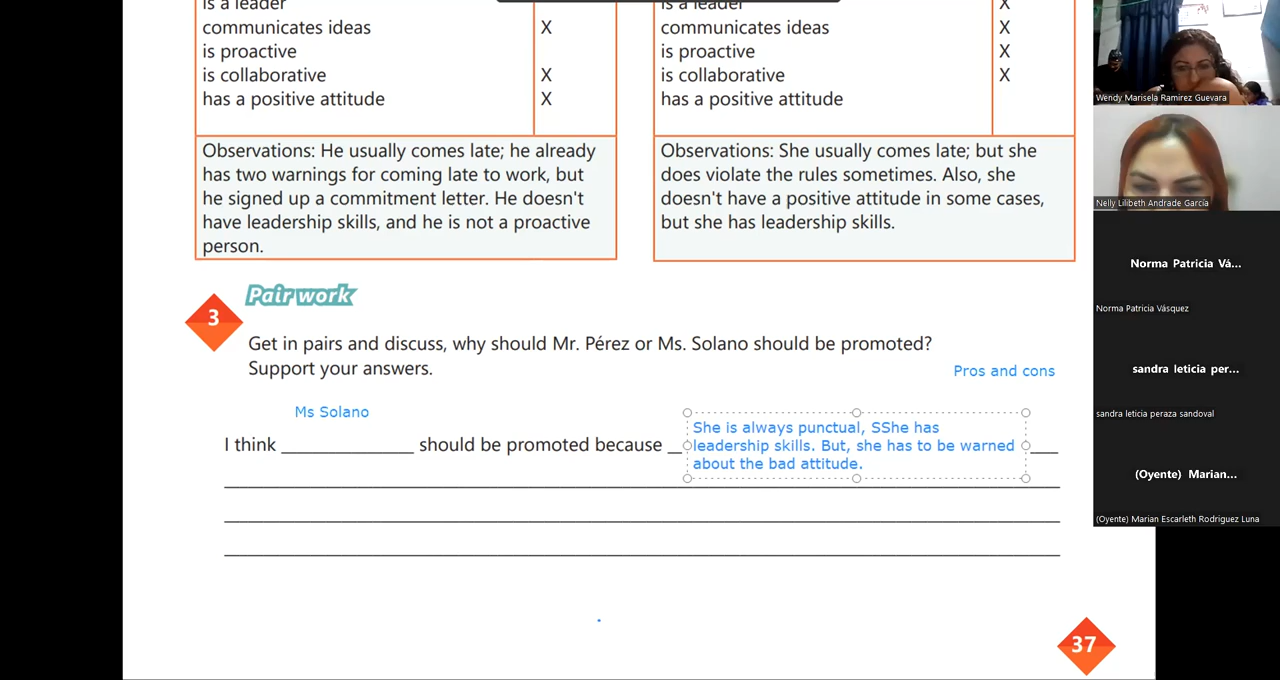 is a leader
communicates ideas X
is proactive
is collaborative X
has a positive attitude X
Observations: He usually comes late; he already
has two warnings for coming late to work, but
he signed up a commitment letter. He doesn't
have leadership skills, and he is not a proactive
person.
is a leader X
communicates ideas X
is proactive X
is collaborative X
has a positive attitude
Observations: She usually comes late; but she
does violate the rules sometimes. Also, she
doesn't have a positive attitude in some cases,
but she has leadership skills.
Pair work
3
Get in pairs and discuss, why should Mr. Pérez or Ms. Solano should be promoted?
Support your answers.
Pros and cons
Ms Solano
I think ______________ should be promoted because __
She is always punctual, SShe has
leadership skills. But, she has to be warned
about the bad attitude.
37
Wendy Marisela Ramirez Guevara
Nelly Lilibeth Andrade García
Norma Patricia Vá...
Norma Patricia Vásquez
sandra leticia per...
sandra leticia peraza sandoval
(Oyente) Marian...
(Oyente) Marian Escarleth Rodriguez Luna